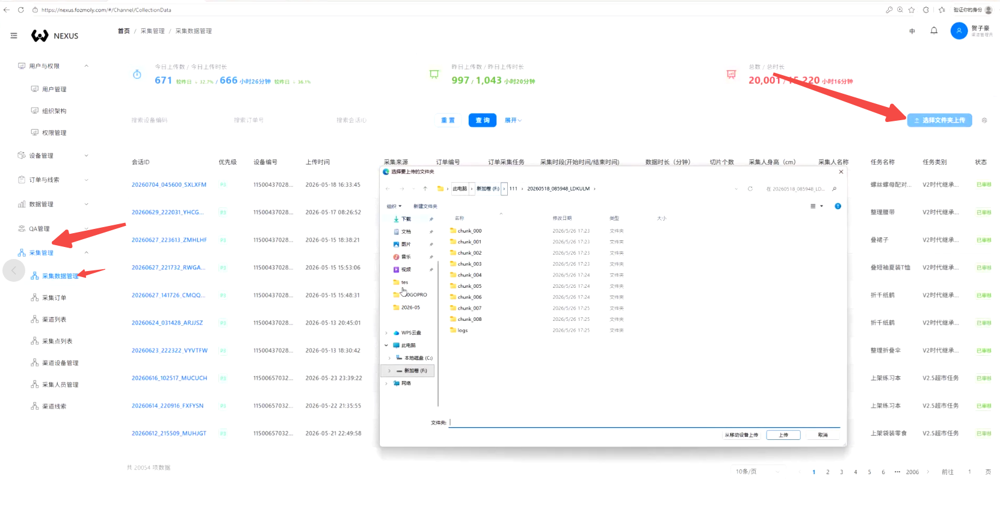 https://nexus.fozmoly.com/#/Channel/CollectionData
验证你的身份
NEXUS
首页 / 采集管理 / 采集数据管理
中
贺子豪
渠道管理员
用户与权限
用户管理
组织架构
权限管理
设备管理
订单与线索
数据管理
QA管理
采集管理
采集数据管理
采集订单
渠道列表
采集点列表
渠道设备管理
采集人员管理
渠道线索
今日上传数 / 今日上传时长
671 较昨日 ↓ 32.7% / 666 小时26分钟 较昨日 ↓ 36.1%
昨日上传数 / 昨日上传时长
997 / 1,043 小时20分钟
总数 / 总时长
20,001 / 15,220 小时16分钟
搜索设备编码 搜索订单号 搜索会话ID 重置 查询 展开 选择文件夹上传
会话ID 优先级 设备编号 上传时间 采集来源 订单编号 订单采集任务 采集时段(开始时间/结束时间) 数据时长（分钟） 切片个数 采集人身高（cm） 采集人名称 任务名称 任务类别 状态
20260704_045600_SXLXFM P3 11500437028... 2026-05-18 16:33:45 螺丝螺母配对... V2时代继承... 已审核
20260629_222031_YHCG... P3 11500437028... 2026-05-17 08:26:52 整理腰带 V2时代继承... 已审核
20260627_223613_ZMHLHF P3 11500437028... 2026-05-15 18:38:21 叠裙子 V2时代继承... 已审核
20260627_221732_RWGA... P3 11500437028... 2026-05-15 15:53:06 叠短袖夏装T恤 V2时代继承... 已审核
20260627_141726_CMQQ... P3 11500437028... 2026-05-15 15:48:31 折千纸鹤 V2时代继承... 已审核
20260624_031428_ARJJSZ P3 11500437028... 2026-05-13 20:45:01 折千纸鹤 V2时代继承... 已审核
20260623_222322_VYVTFW P3 11500437028... 2026-05-13 18:30:42 整理折叠伞 V2时代继承... 已审核
20260616_102517_MUCUCH P3 11500657032... 2026-05-23 23:39:22 上架练习本 V2.5超市任务 已审核
20260614_220916_FXFYSN P3 11500657032... 2026-05-22 21:35:55 上架练习本 V2.5超市任务 已审核
20260612_215509_MUHJGT P3 11500657032... 2026-05-21 22:49:58 上架袋装零食 V2.5超市任务 已审核
选择要上传的文件夹
此电脑 › 新加卷 (F:) › 111 › 20260518_085948_LDKULM ›
在 20260518_085948_LD...
组织 新建文件夹
下载
文档
图片
音乐
视频
tes
GOPRO
2026-05
WPS云盘
此电脑
本地磁盘 (C:)
新加卷 (F:)
网络
名称 修改日期 类型 大小
chunk_000 2026/5/26 17:23 文件夹
chunk_001 2026/5/26 17:23 文件夹
chunk_002 2026/5/26 17:23 文件夹
chunk_003 2026/5/26 17:23 文件夹
chunk_004 2026/5/26 17:24 文件夹
chunk_005 2026/5/26 17:24 文件夹
chunk_006 2026/5/26 17:24 文件夹
chunk_007 2026/5/26 17:25 文件夹
chunk_008 2026/5/26 17:25 文件夹
logs 2026/5/26 17:25 文件夹
文件夹:
从移动设备上传 上传 取消
共 20054 项数据
10条/页 1 2 3 4 5 6 ••• 2006 前往 1 页